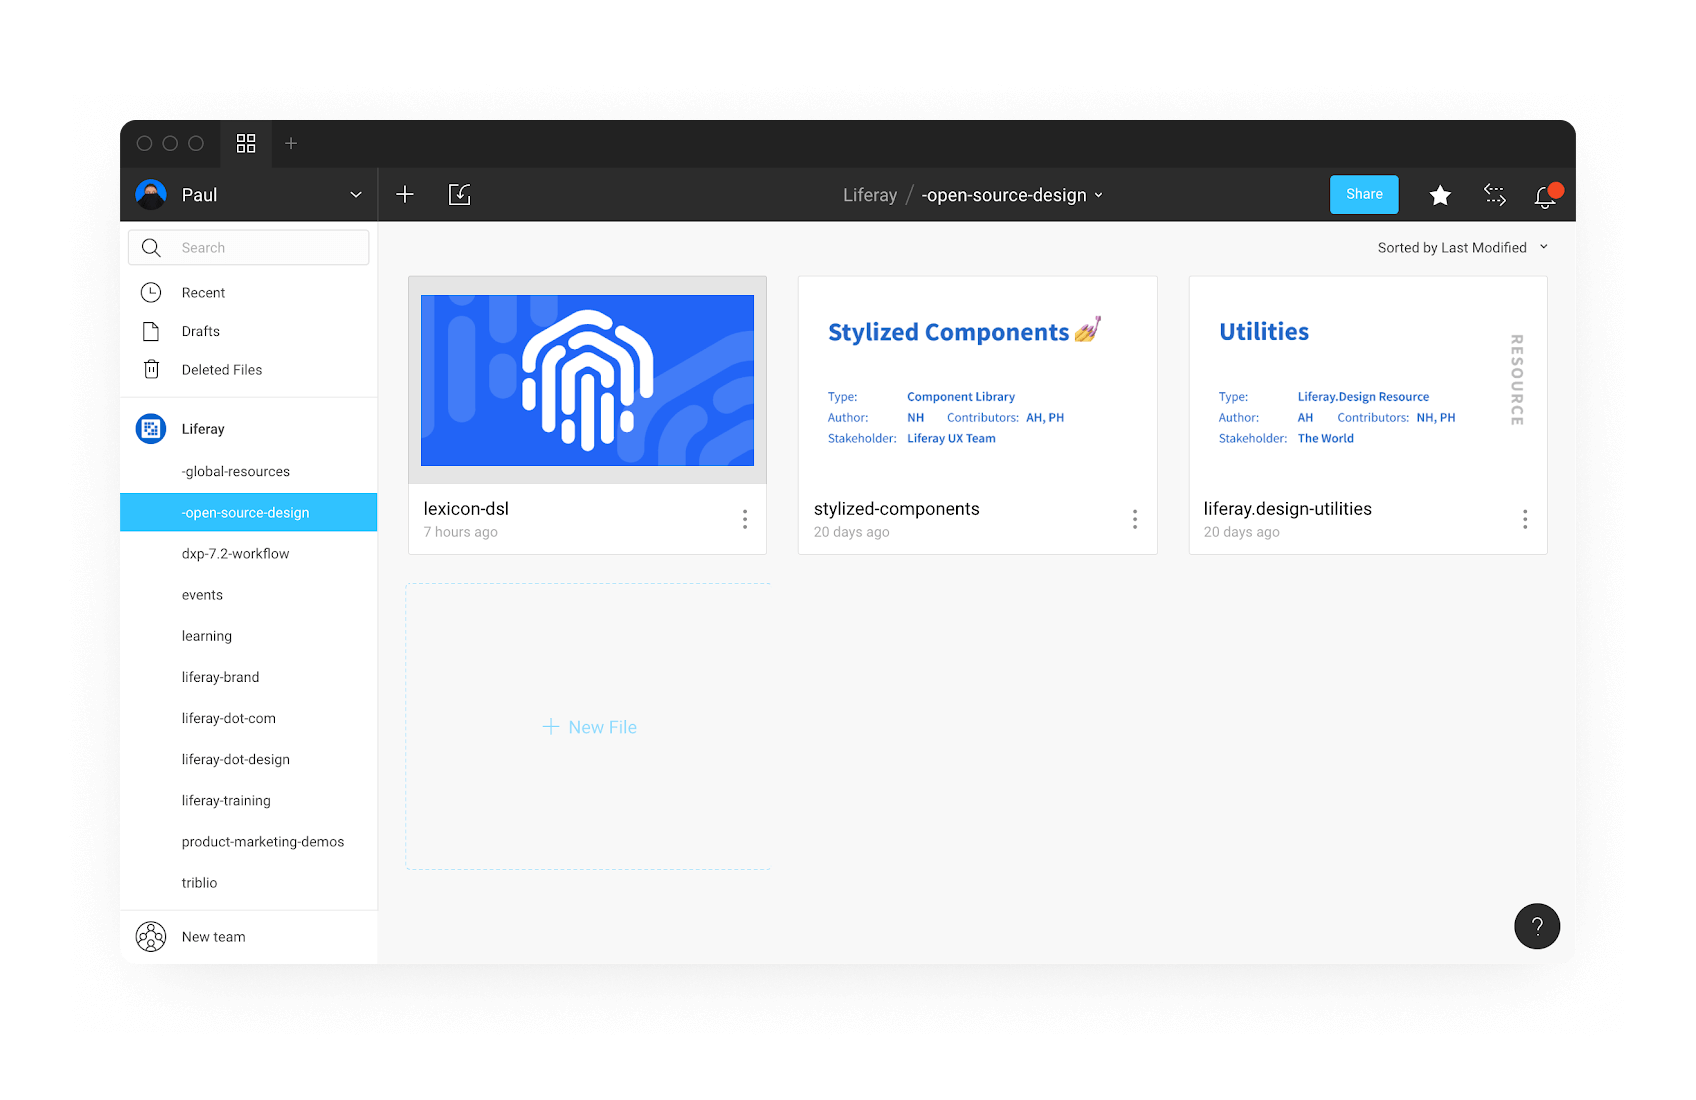 Paul
Liferay / -open-source-design
Share
Search
Recent
Drafts
Deleted Files
Liferay
-global-resources
-open-source-design
dxp-7.2-workflow
events
learning
liferay-brand
liferay-dot-com
liferay-dot-design
liferay-training
product-marketing-demos
triblio
New team
Sorted by Last Modified
lexicon-dsl
7 hours ago
Stylized Components 💅
Type: Component Library
Author: NH Contributors: AH, PH
Stakeholder: Liferay UX Team
stylized-components
20 days ago
Utilities
Type: Liferay.Design Resource
Author: AH Contributors: NH, PH
Stakeholder: The World
RESOURCE
liferay.design-utilities
20 days ago
+ New File
?